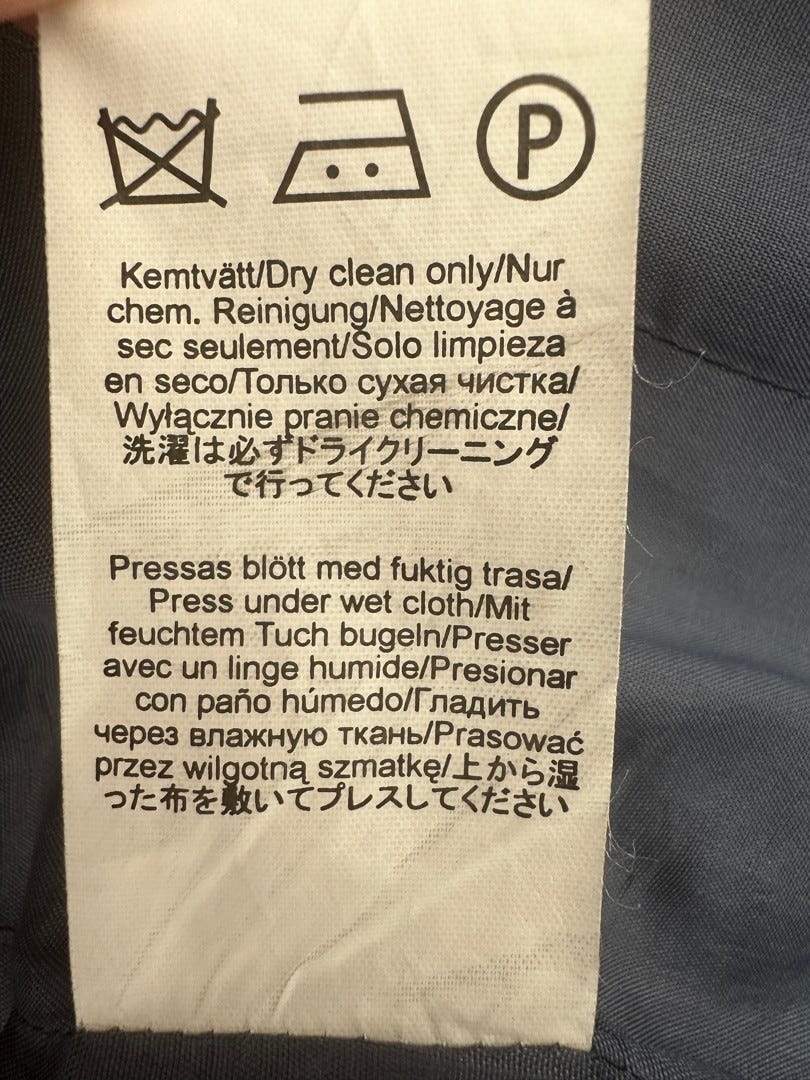 P
Kemtvätt/Dry clean only/Nur
chem. Reinigung/Nettoyage à
sec seulement/Solo limpieza
en seco/Только сухая чистка/
Wyłącznie pranie chemiczne/
洗濯は必ずドライクリーニング
で行ってください
Pressas blött med fuktig trasa/
Press under wet cloth/Mit
feuchtem Tuch bugeln/Presser
avec un linge humide/Presionar
con paño húmedo/Гладить
через влажную ткань/Prasować
przez wilgotną szmatkę/上から湿
った布を敷いてプレスしてください